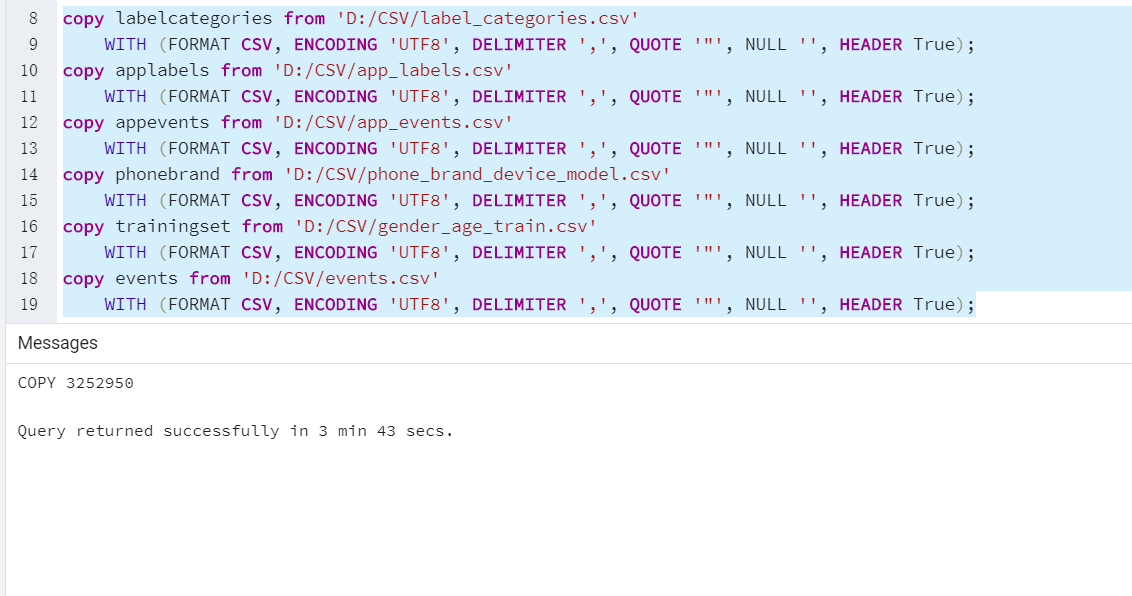 8 copy labelcategories from 'D:/CSV/label_categories.csv'
9 WITH (FORMAT CSV, ENCODING 'UTF8', DELIMITER ',', QUOTE '"', NULL '', HEADER True);
10 copy applabels from 'D:/CSV/app_labels.csv'
11 WITH (FORMAT CSV, ENCODING 'UTF8', DELIMITER ',', QUOTE '"', NULL '', HEADER True);
12 copy appevents from 'D:/CSV/app_events.csv'
13 WITH (FORMAT CSV, ENCODING 'UTF8', DELIMITER ',', QUOTE '"', NULL '', HEADER True);
14 copy phonebrand from 'D:/CSV/phone_brand_device_model.csv'
15 WITH (FORMAT CSV, ENCODING 'UTF8', DELIMITER ',', QUOTE '"', NULL '', HEADER True);
16 copy trainingset from 'D:/CSV/gender_age_train.csv'
17 WITH (FORMAT CSV, ENCODING 'UTF8', DELIMITER ',', QUOTE '"', NULL '', HEADER True);
18 copy events from 'D:/CSV/events.csv'
19 WITH (FORMAT CSV, ENCODING 'UTF8', DELIMITER ',', QUOTE '"', NULL '', HEADER True);
Messages
COPY 3252950
Query returned successfully in 3 min 43 secs.